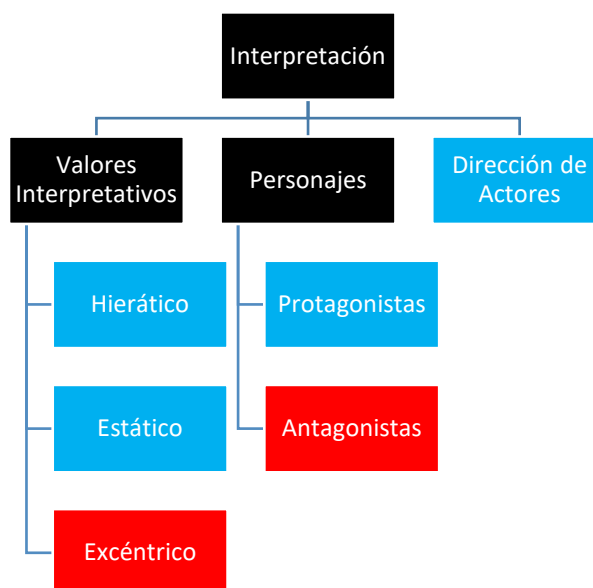 Interpretación
Valores
Interpretativos
Personajes
Dirección de
Actores
Hierático
Protagonistas
Estático
Antagonistas
Excéntrico